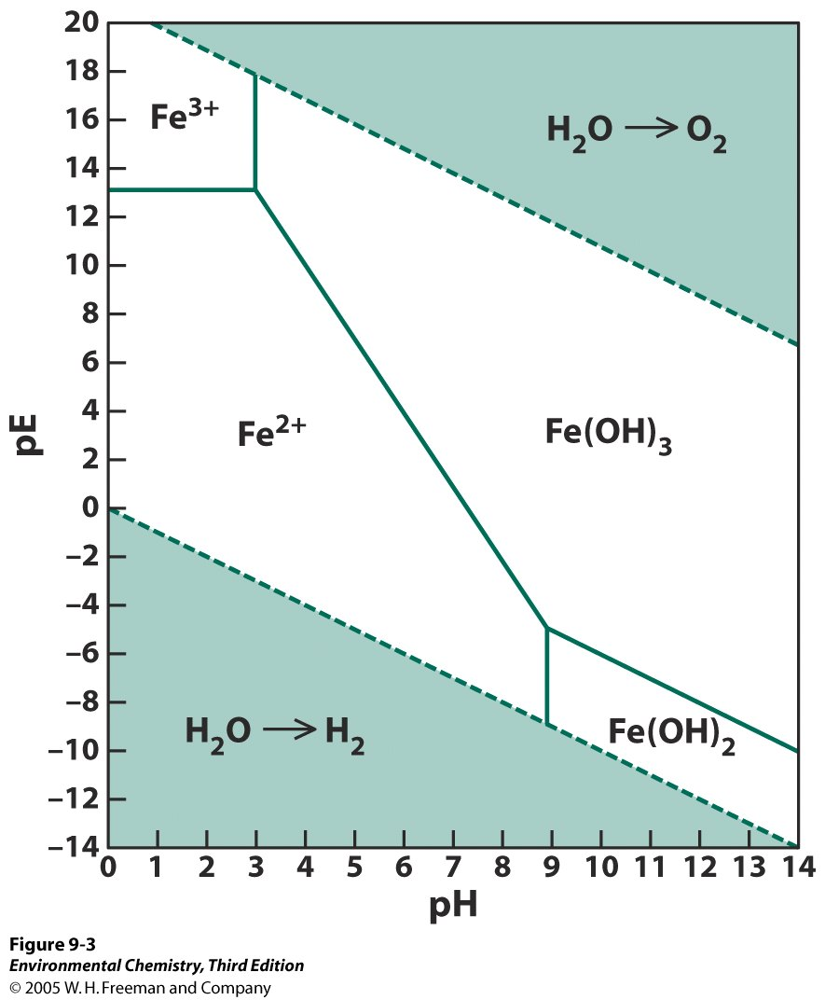 20
18
16
14
12
10
8
6
4
2
0
–2
–4
–6
–8
–10
–12
–14
pE
Fe³⁺
H₂O → O₂
Fe²⁺
Fe(OH)₃
H₂O → H₂
Fe(OH)₂
0 1 2 3 4 5 6 7 8 9 10 11 12 13 14
pH
Figure 9-3
Environmental Chemistry, Third Edition
© 2005 W. H. Freeman and Company